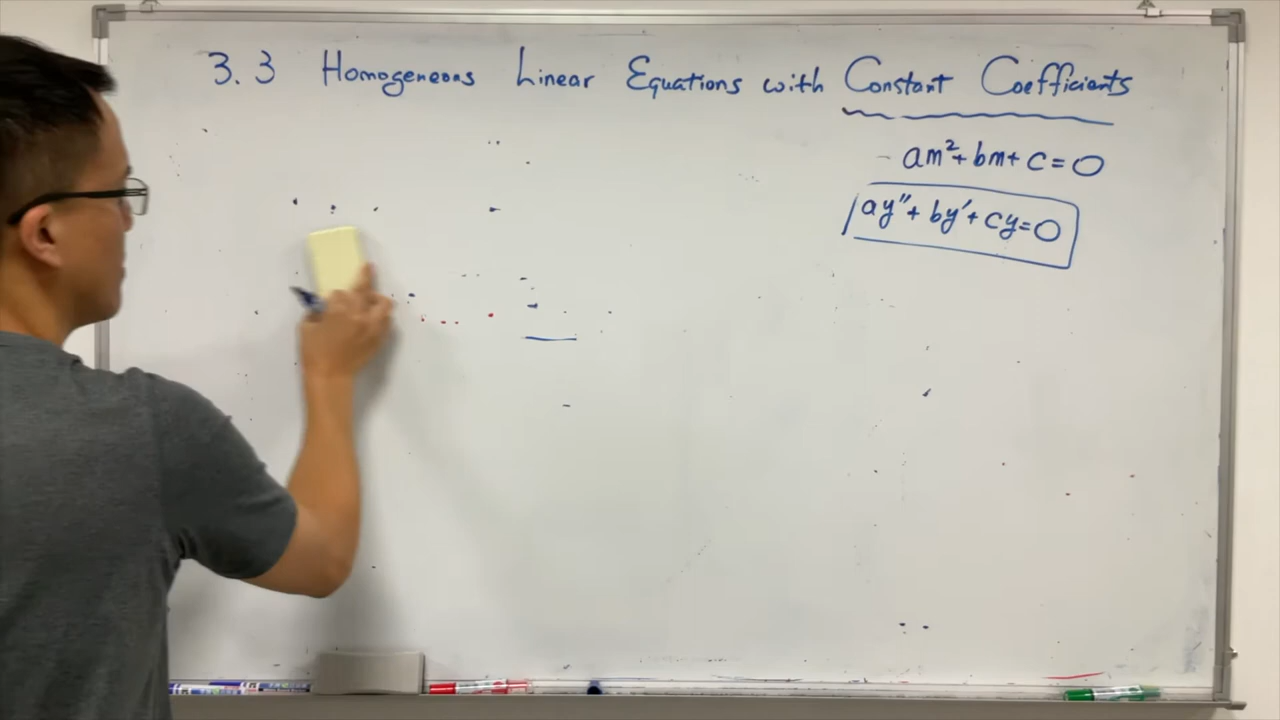 3.3 Homogeneous Linear Equations with Constant Coefficients
am²+bm+c=0
ay''+by'+cy=0